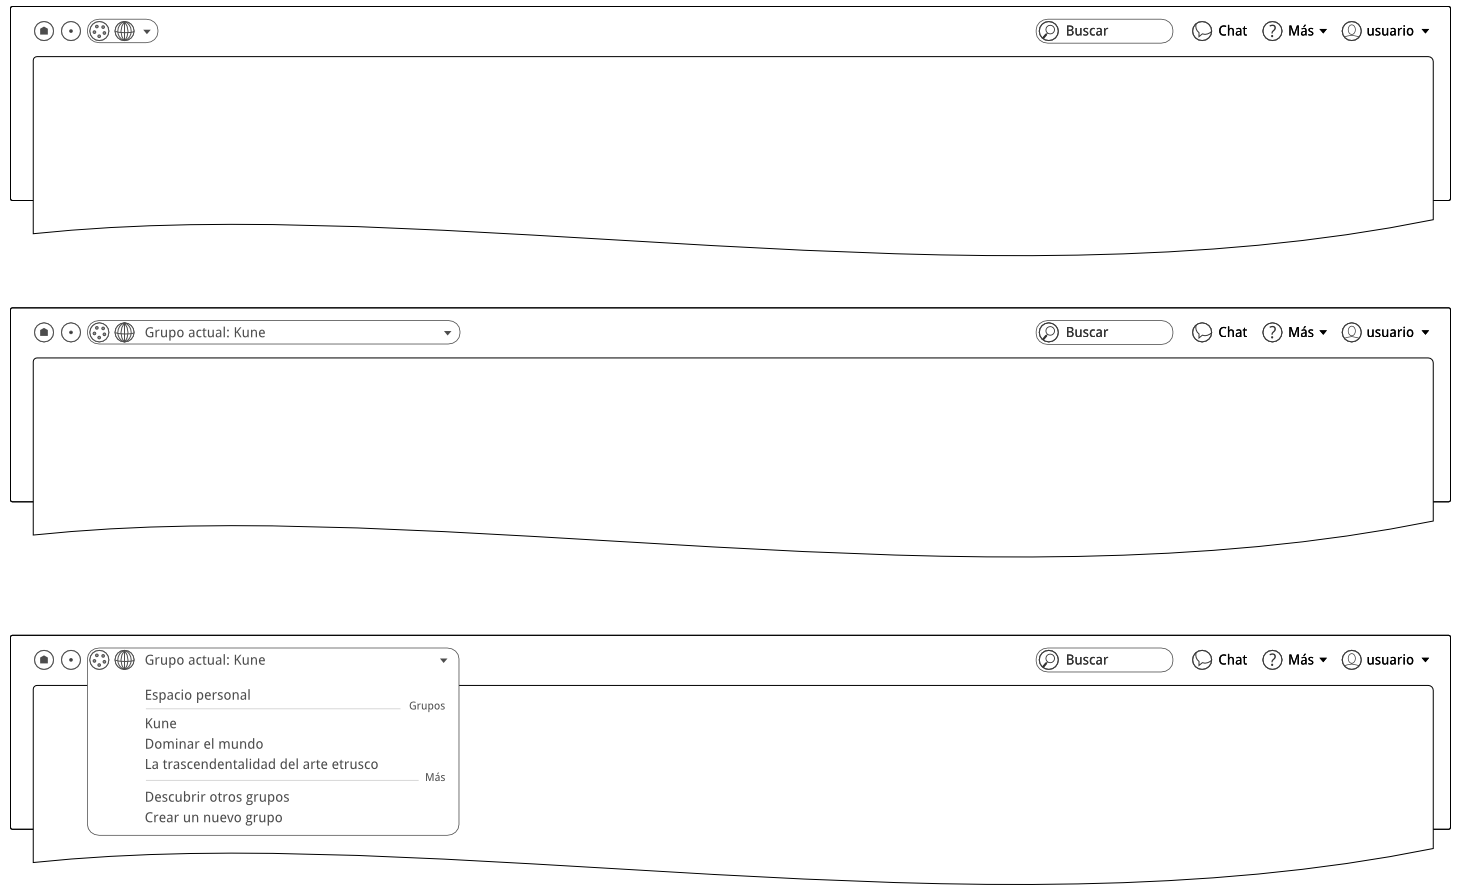 Buscar Chat Más usuario
Grupo actual: Kune Buscar Chat Más usuario
Grupo actual: Kune Buscar Chat Más usuario
Espacio personal
Grupos
Kune
Dominar el mundo
La trascendentalidad del arte etrusco
Más
Descubrir otros grupos
Crear un nuevo grupo